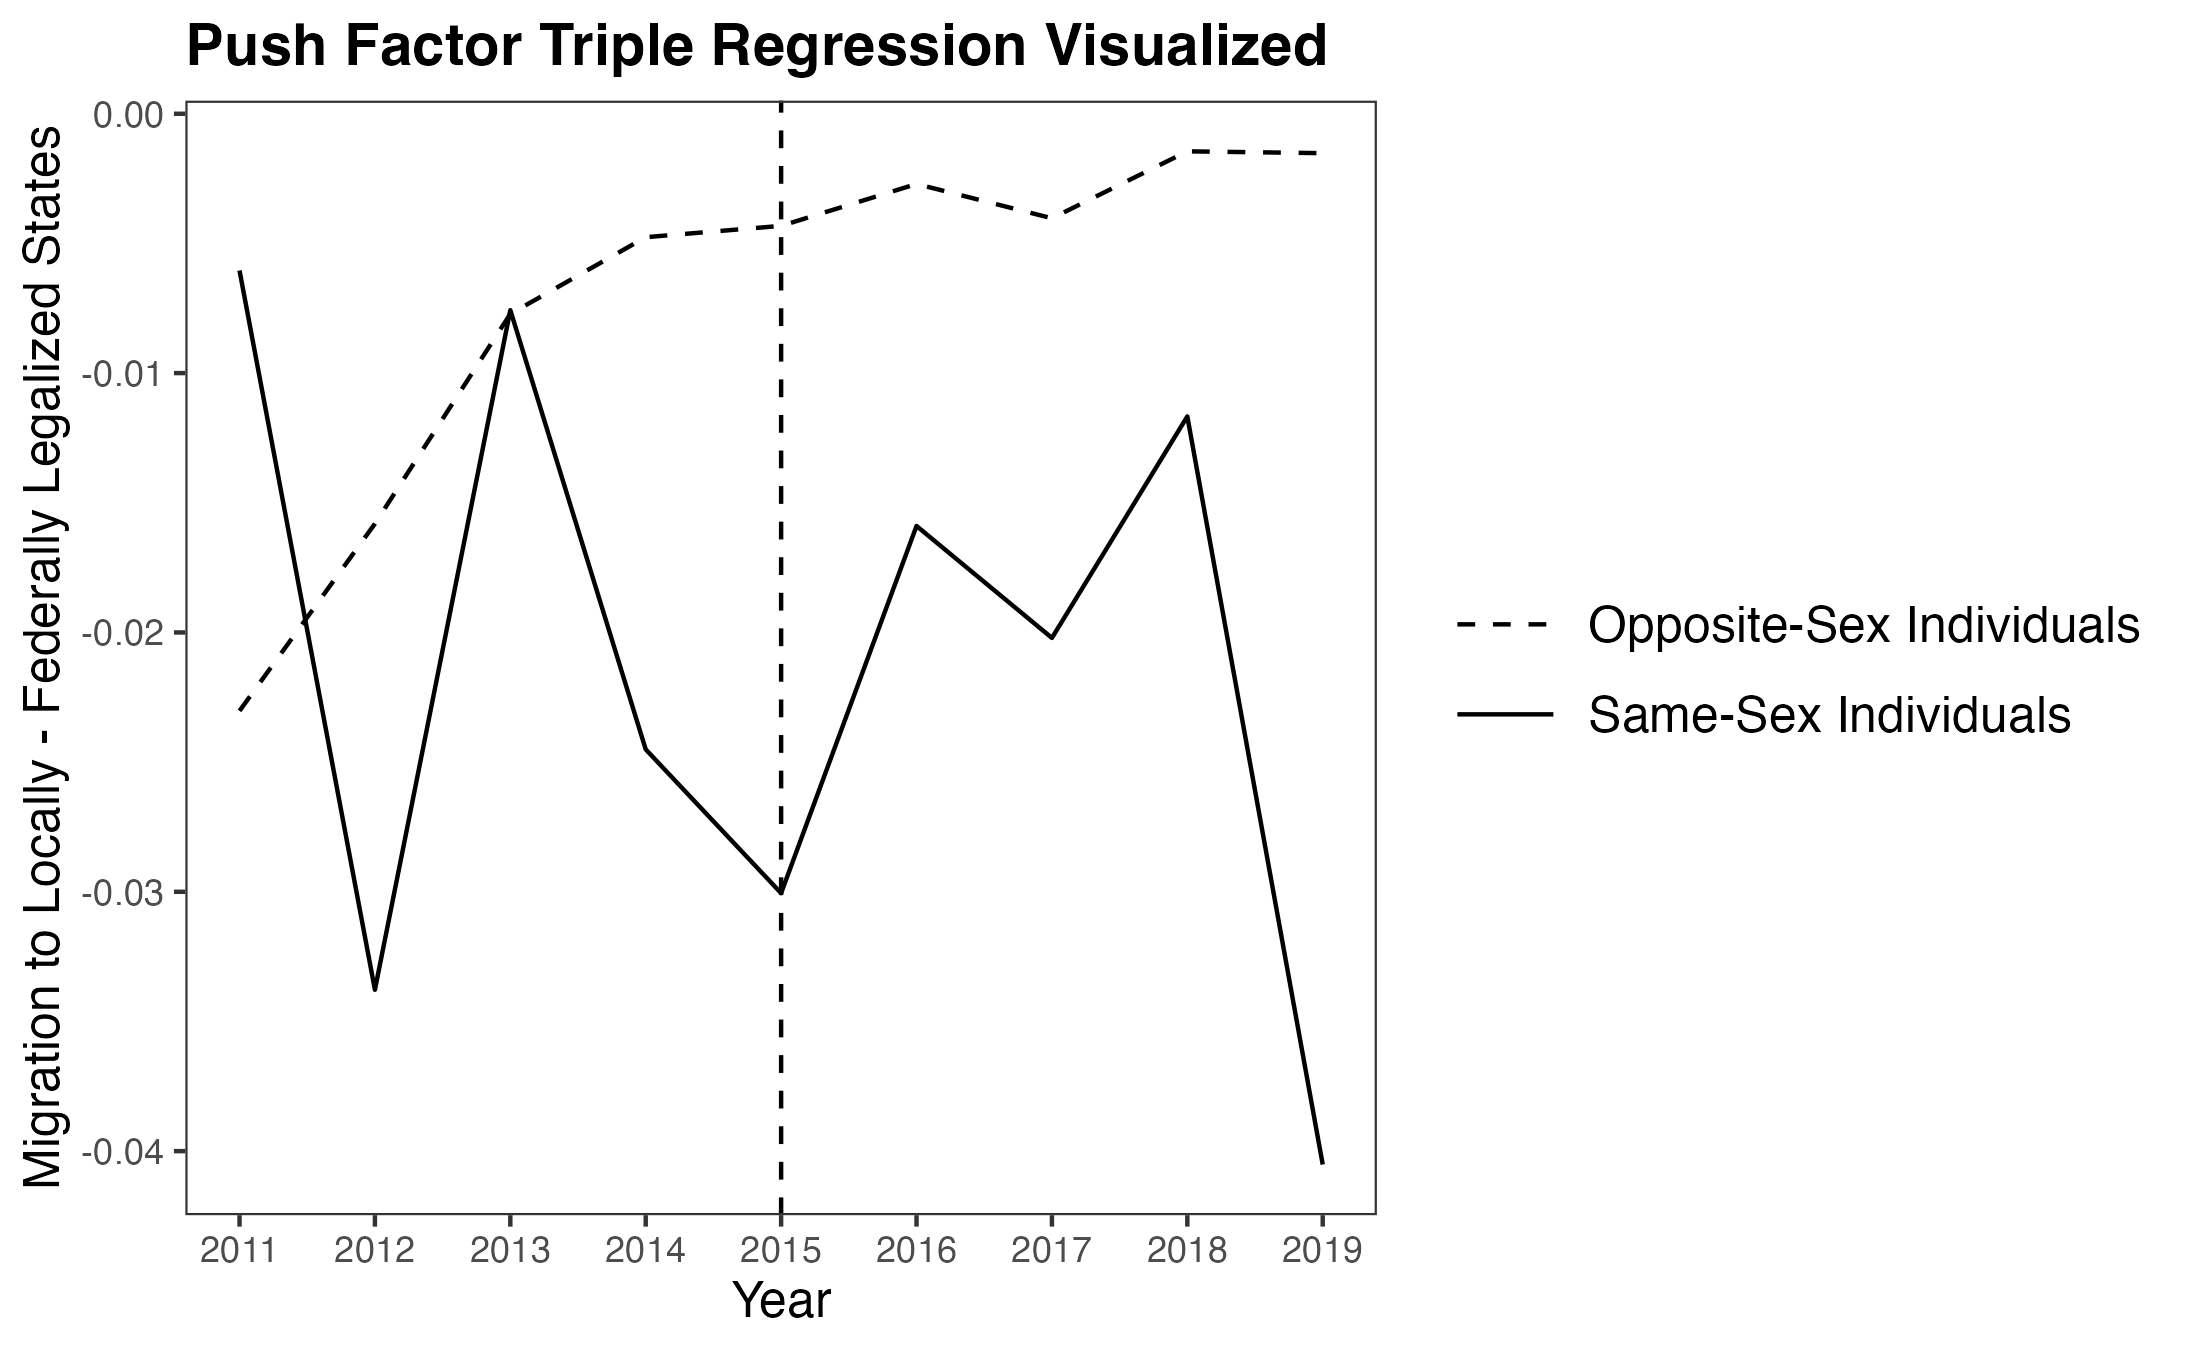 Push Factor Triple Regression Visualized
Migration to Locally - Federally Legalized States
0.00
-0.01
-0.02
-0.03
-0.04
2011 2012 2013 2014 2015 2016 2017 2018 2019
Year
Opposite-Sex Individuals
Same-Sex Individuals